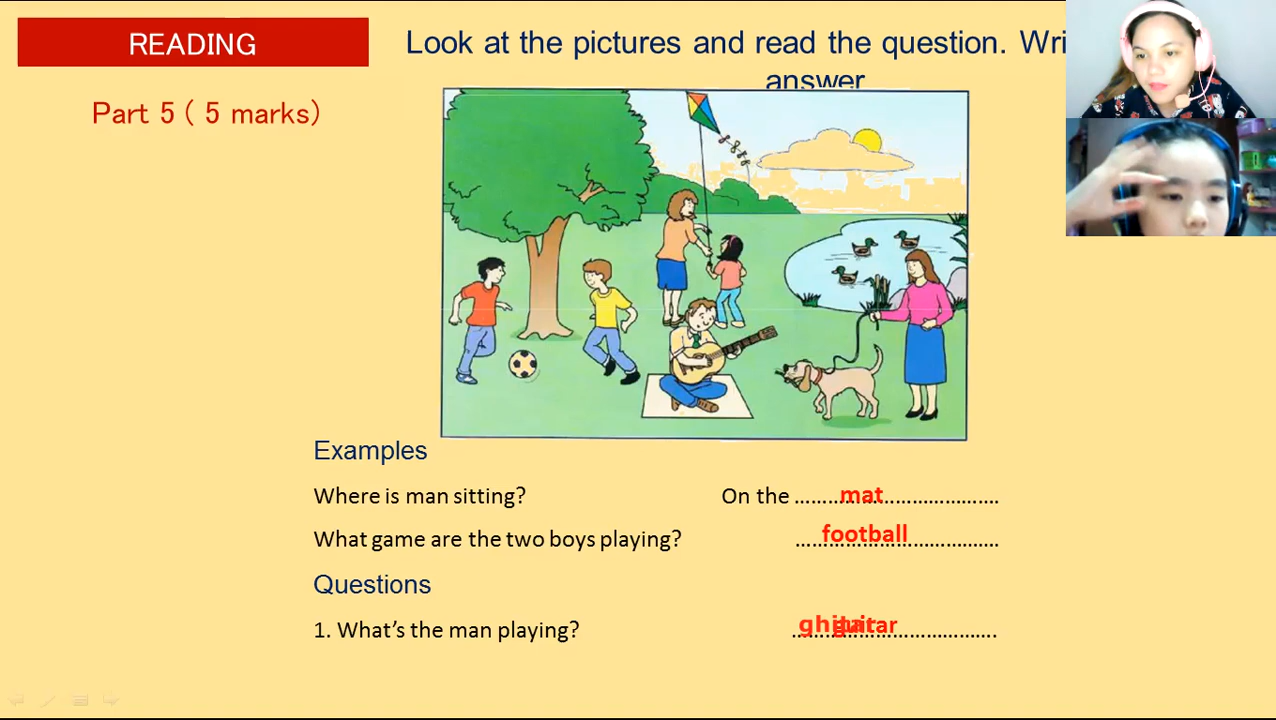 READING
Look at the pictures and read the question. Wri
answer
Part 5 ( 5 marks)
Examples
Where is man sitting? On the ………mat……………………
What game are the two boys playing? ……football……………
Questions
1. What's the man playing? guitar